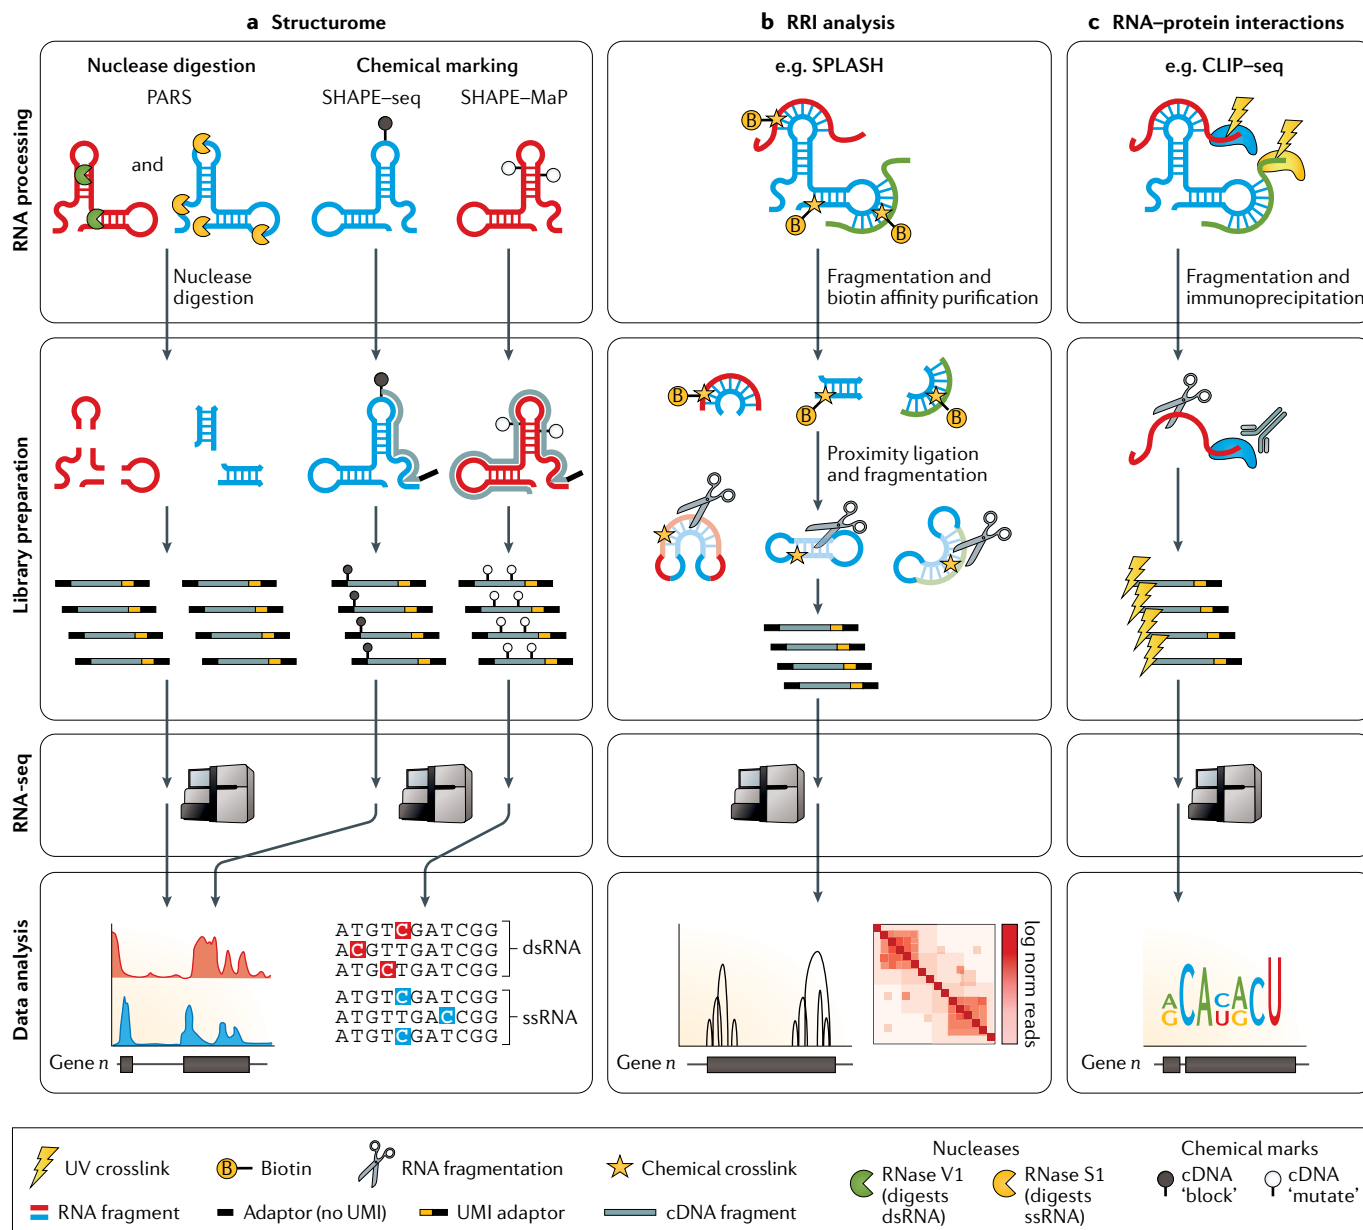 a Structurome
b RRI analysis
c RNA–protein interactions
RNA processing
Nuclease digestion
Chemical marking
PARS
SHAPE–seq
SHAPE–MaP
and
Nuclease
digestion
e.g. SPLASH
B
B
B
Fragmentation and
biotin affinity purification
e.g. CLIP–seq
Fragmentation and
immunoprecipitation
Library preparation
B
B
B
Proximity ligation
and fragmentation
RNA-seq
Data analysis
Gene n
ATGTCGATCGG
ACGTTGATCGG
ATGCTGATCGG
dsRNA
ATGTCGATCGG
ATGTTGACCGG
ATGTCGATCGG
ssRNA
Gene n
log norm reads
AGCACUAGCU
Gene n
UV crosslink
B Biotin
RNA fragmentation
Chemical crosslink
Nucleases
RNase V1
(digests
dsRNA)
RNase S1
(digests
ssRNA)
Chemical marks
cDNA
‘block’
cDNA
‘mutate’
RNA fragment
Adaptor (no UMI)
UMI adaptor
cDNA fragment